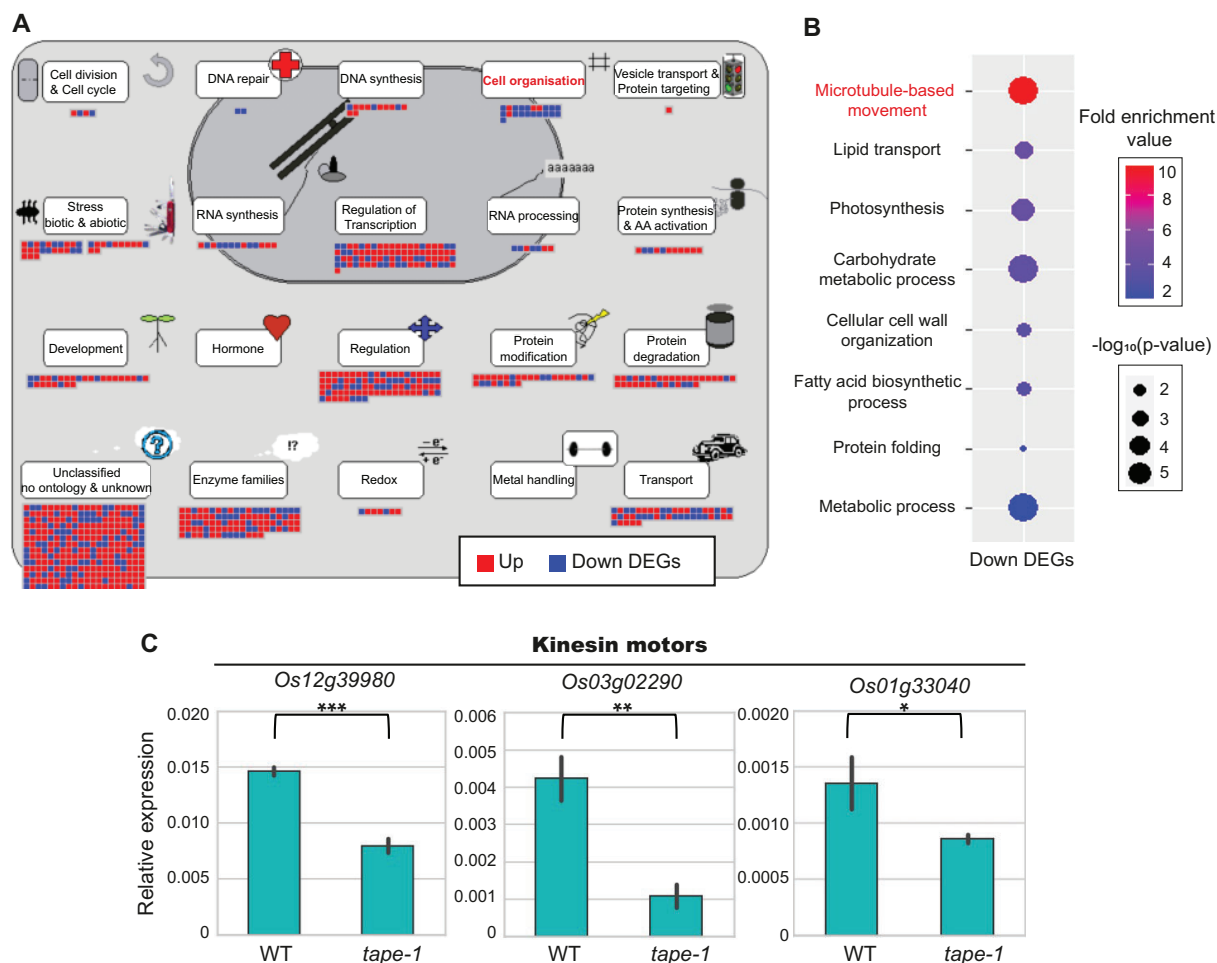 A
B
Cell division
& Cell cycle
DNA repair
DNA synthesis
Cell organisation
Vesicle transport &
Protein targeting
aaaaaaa
Stress
biotic & abiotic
RNA synthesis
Regulation of
Transcription
RNA processing
Protein synthesis
& AA activation
Development
Hormone
Regulation
Protein
modification
Protein
degradation
?
!?
– e⁻
+ e⁻
Unclassified
no ontology & unknown
Enzyme families
Redox
Metal handling
Transport
Up
Down DEGs
Microtubule-based
movement
Lipid transport
Photosynthesis
Carbohydrate
metabolic process
Cellular cell wall
organization
Fatty acid biosynthetic
process
Protein folding
Metabolic process
Down DEGs
Fold enrichment
value
10
8
6
4
2
-log₁₀(p-value)
2
3
4
5
C
Kinesin motors
Os12g39980
Os03g02290
Os01g33040
***
**
*
Relative expression
0.020
0.015
0.010
0.005
0
WT
tape-1
0.006
0.005
0.004
0.003
0.002
0.001
0
WT
tape-1
0.0020
0.0015
0.0010
0.0005
0
WT
tape-1